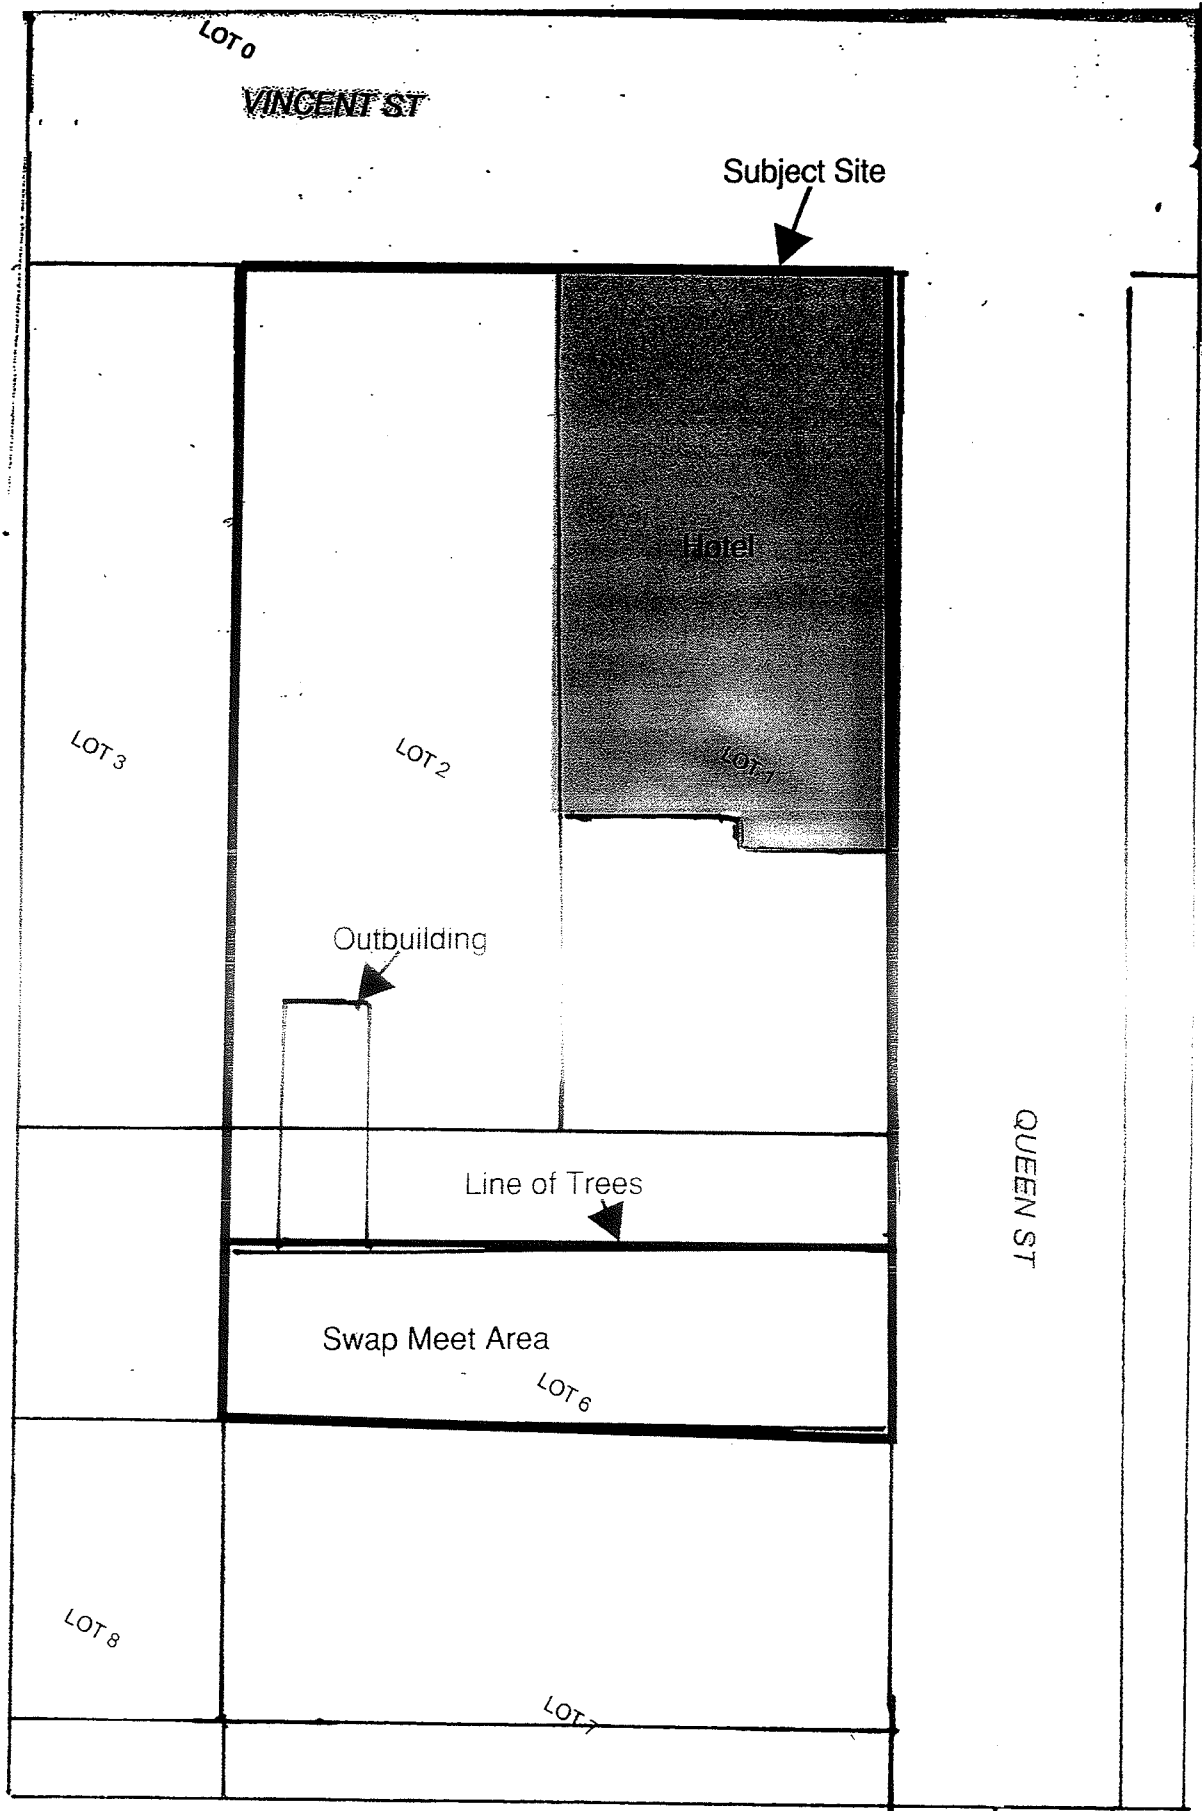 LOT 0
VINCENT ST
Subject Site
Hotel
LOT 3
LOT 2
LOT 1
Outbuilding
Line of Trees
QUEEN ST
Swap Meet Area
LOT 6
LOT 8
LOT 7